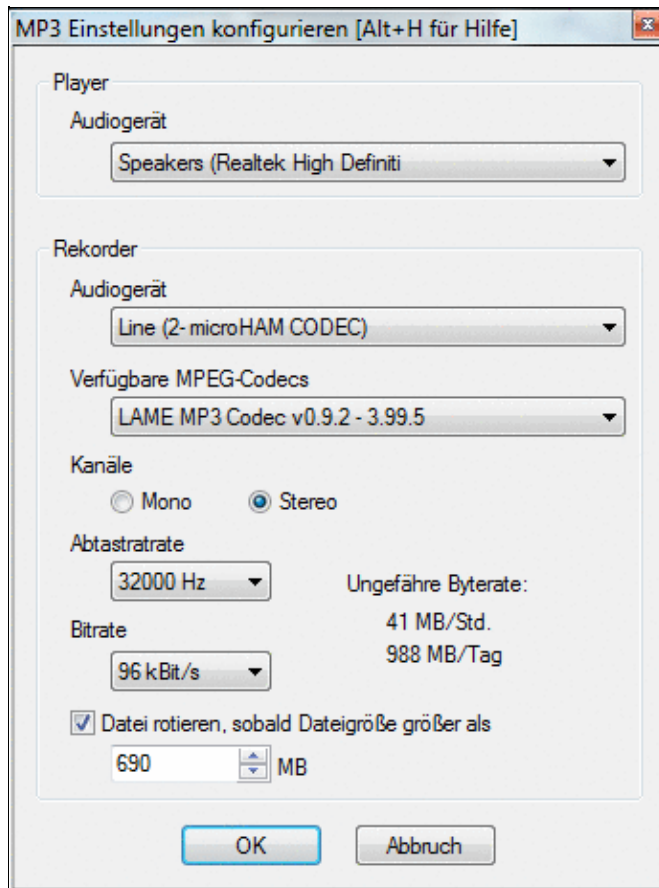 MP3 Einstellungen konfigurieren [Alt+H für Hilfe]
Player
Audiogerät
Speakers (Realtek High Definiti
Rekorder
Audiogerät
Line (2- microHAM CODEC)
Verfügbare MPEG-Codecs
LAME MP3 Codec v0.9.2 - 3.99.5
Kanäle
Mono Stereo
Abtastratrate
32000 Hz
Ungefähre Byterate:
41 MB/Std.
988 MB/Tag
Bitrate
96 kBit/s
Datei rotieren, sobald Dateigröße größer als
690 MB
OK Abbruch